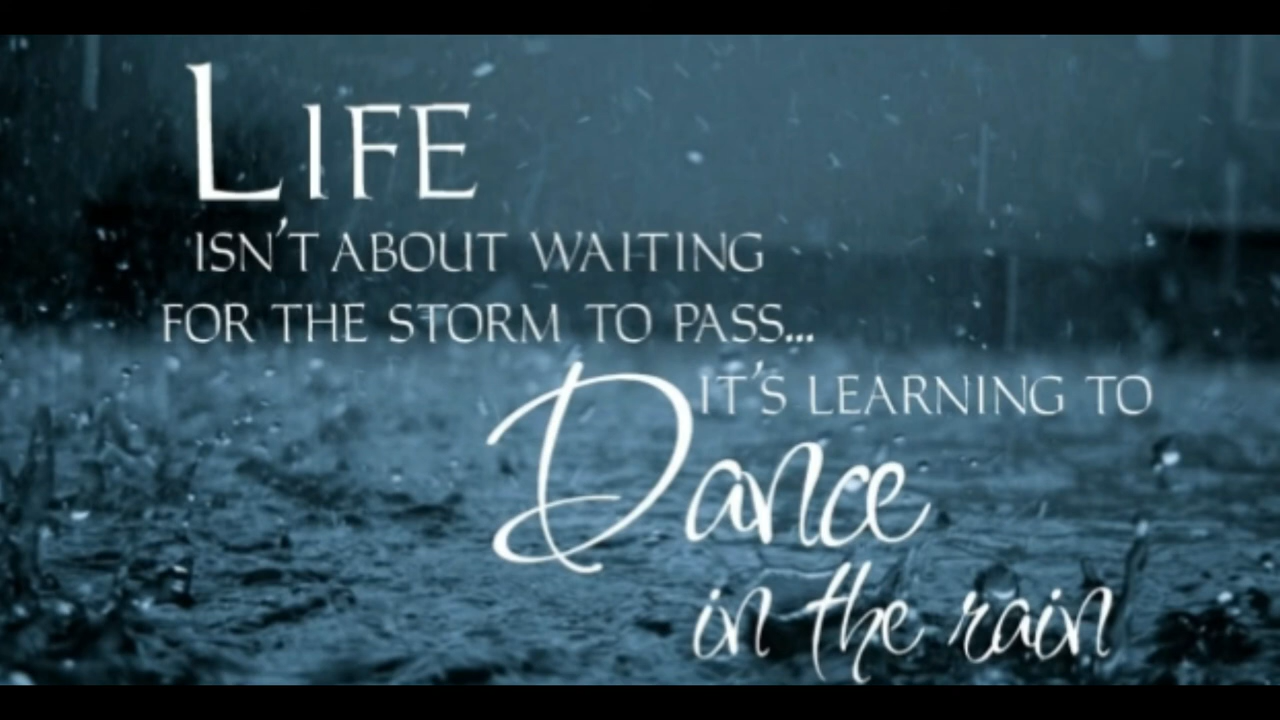 LIFE
ISN'T ABOUT WAITING
FOR THE STORM TO PASS...
IT'S LEARNING TO
Dance
in the rain